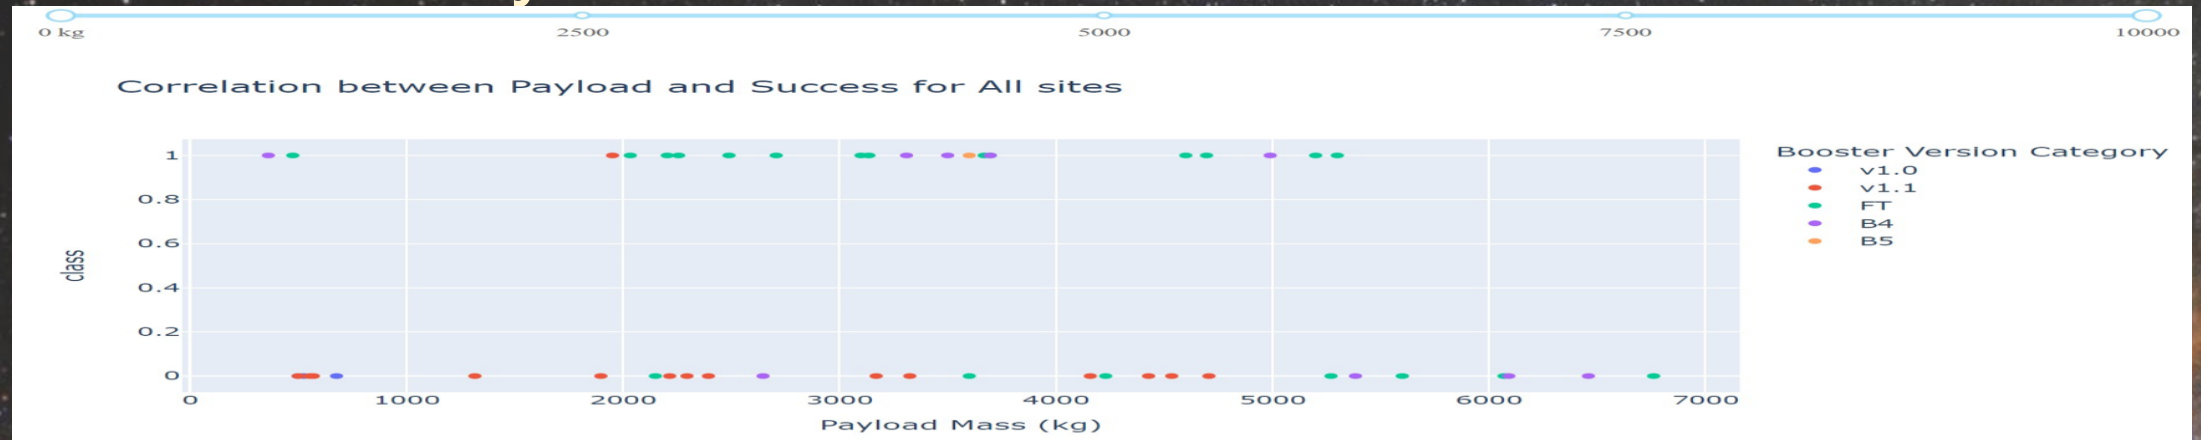 0 kg 2500 5000 7500 10000
Correlation between Payload and Success for All sites
Booster Version Category
v1.0
v1.1
FT
B4
B5
class
1
0.8
0.6
0.4
0.2
0
0 1000 2000 3000 4000 5000 6000 7000
Payload Mass (kg)